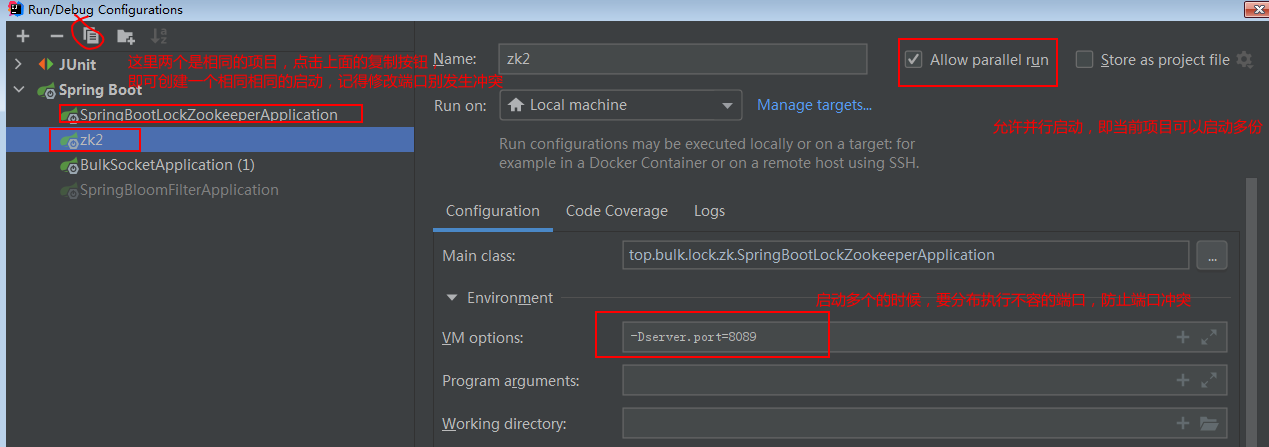 Run/Debug Configurations
这里两个是相同的项目，点击上面的复制按钮
即可创建一个相同相同的启动，记得修改端口别发生冲突
JUnit
Spring Boot
SpringBootLockZookeeperApplication
zk2
BulkSocketApplication (1)
SpringBloomFilterApplication
Name:
zk2
Allow parallel run
Store as project file
Run on:
Local machine
Manage targets...
允许并行启动，即当前项目可以启动多份
Run configurations may be executed locally or on a target: for
example in a Docker Container or on a remote host using SSH.
Configuration
Code Coverage
Logs
Main class:
top.bulk.lock.zk.SpringBootLockZookeeperApplication
...
Environment
启动多个的时候，要分布执行不容的端口，防止端口冲突
VM options:
-Dserver.port=8089
Program arguments:
Working directory: